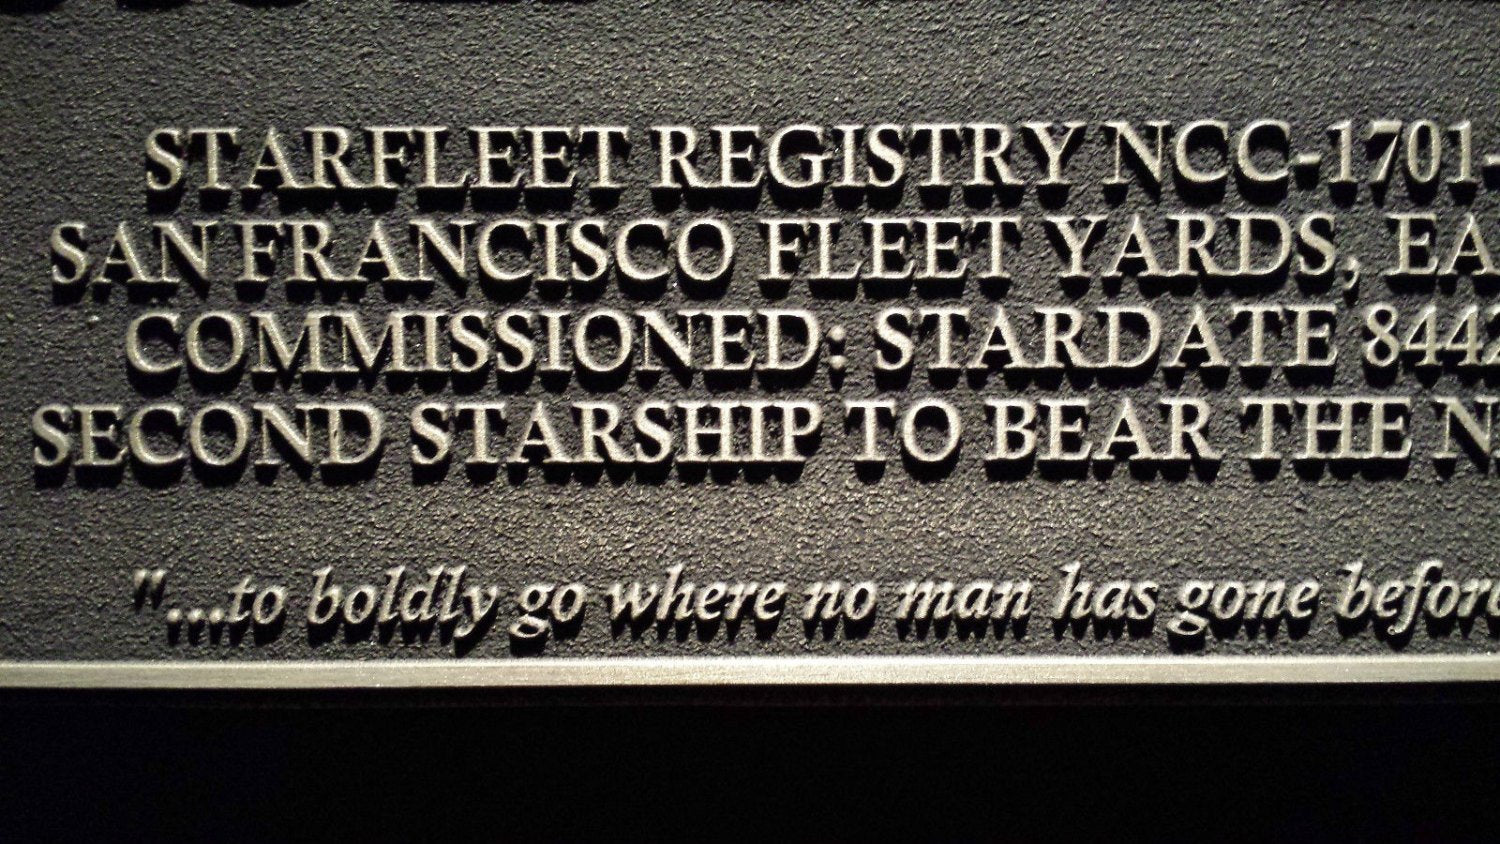 STARFLEET REGISTRY NCC-1701-
SAN FRANCISCO FLEET YARDS, EA
COMMISSIONED: STARDATE 8442
SECOND STARSHIP TO BEAR THE N
"...to boldly go where no man has gone before